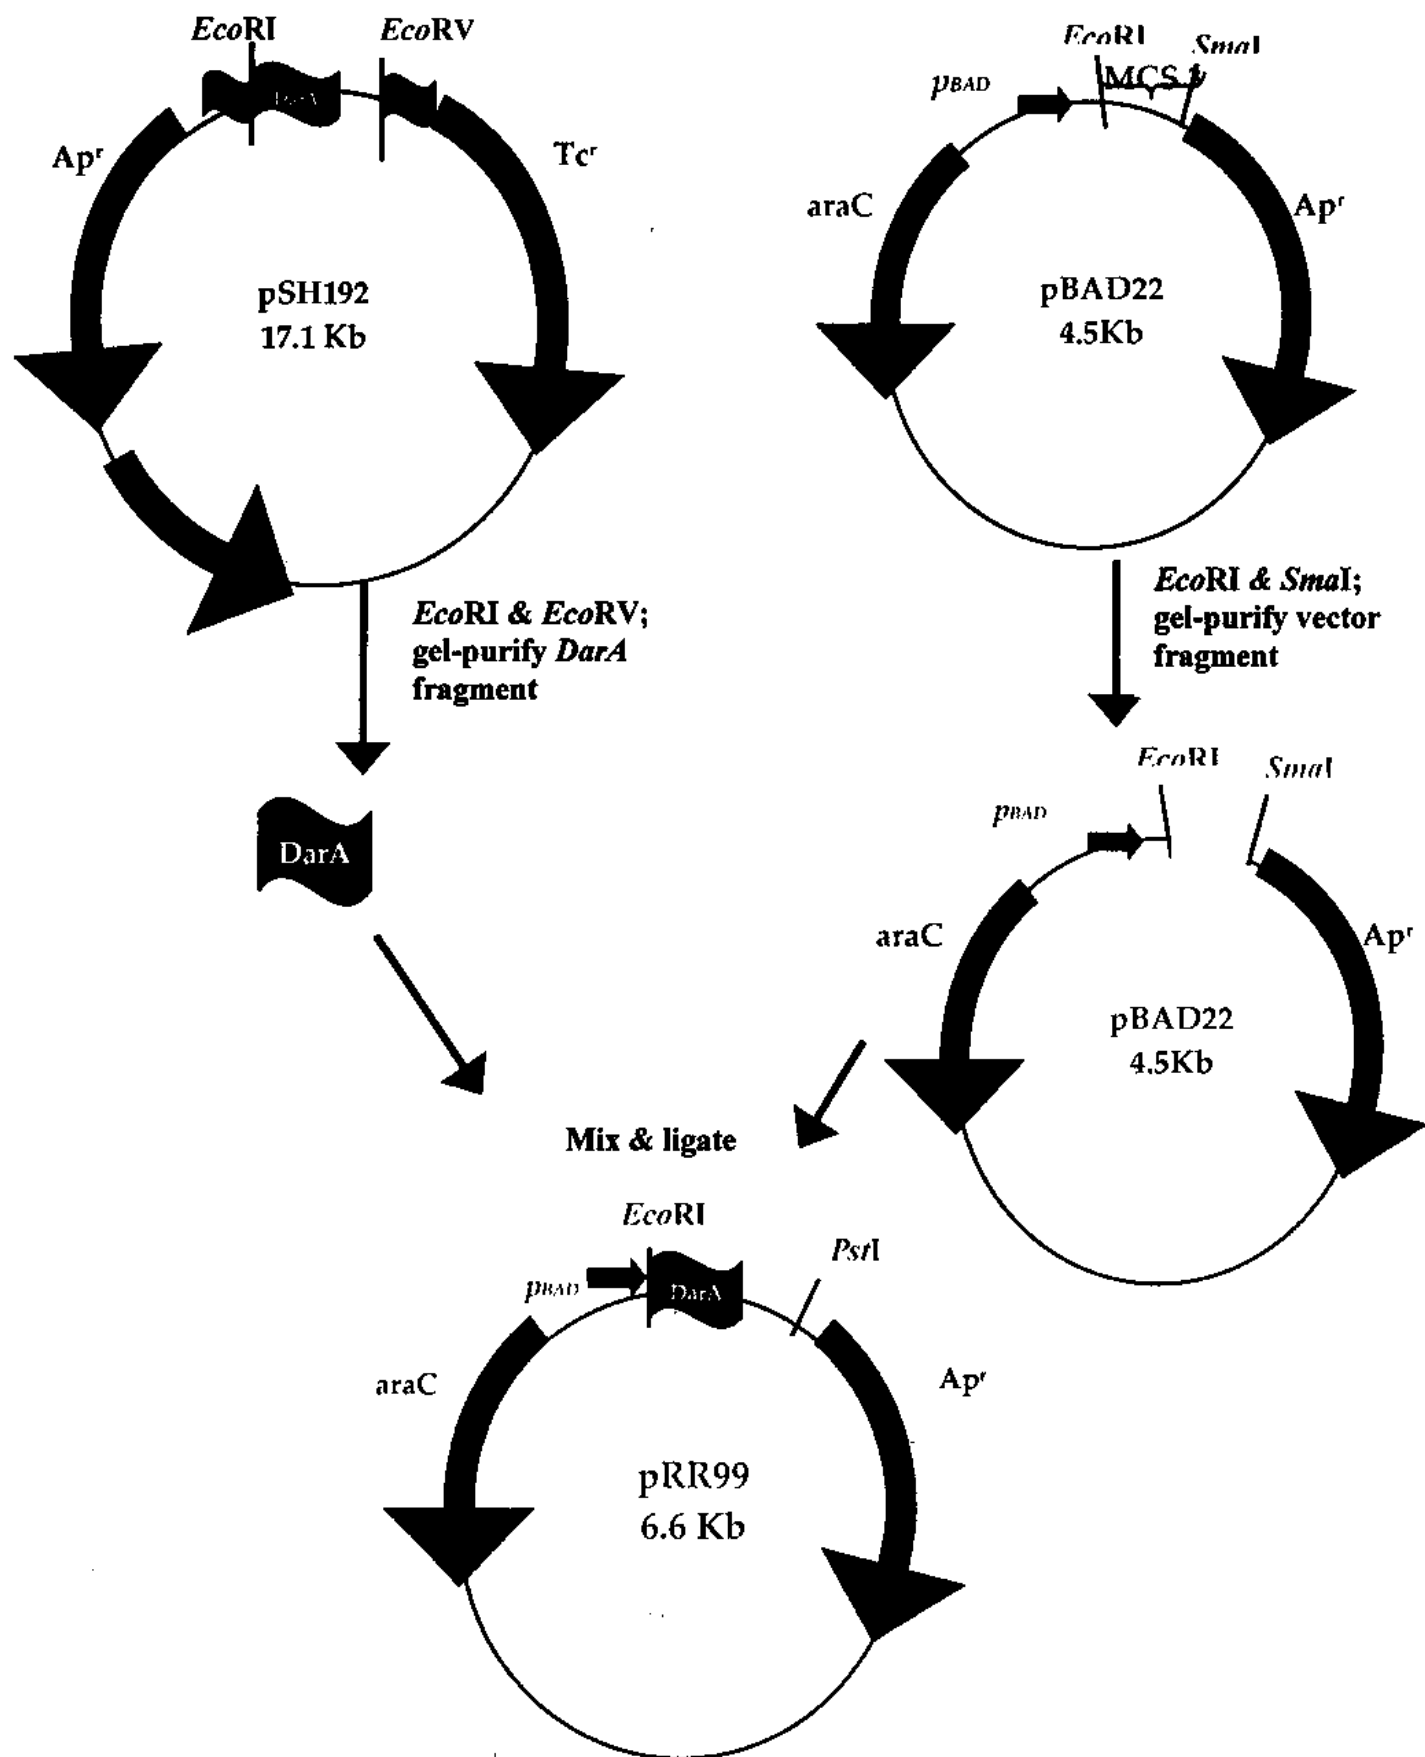 EcoRI
EcoRV
EcoRI
SmaI
pBAD
MCS
DarA
Apʳ
Tcʳ
araC
Apʳ
pSH192
17.1 Kb
pBAD22
4.5Kb
EcoRI & EcoRV;
gel-purify DarA
fragment
EcoRI & SmaI;
gel-purify vector
fragment
DarA
EcoRI
SmaI
pBAD
araC
Apʳ
pBAD22
4.5Kb
Mix & ligate
EcoRI
PstI
pBAD
DarA
araC
Apʳ
pRR99
6.6 Kb